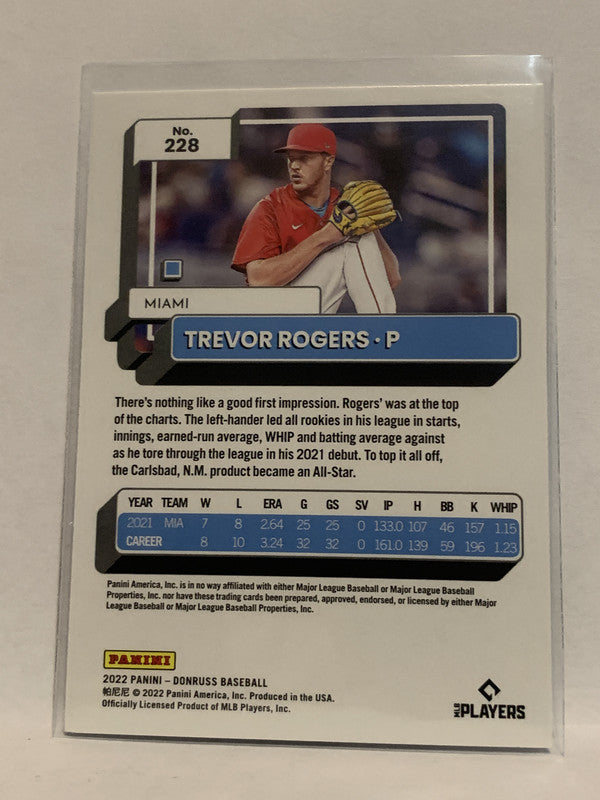 No.
228
MIAMI
TREVOR ROGERS · P
There's nothing like a good first impression. Rogers' was at the top
of the charts. The left-hander led all rookies in his league in starts,
innings, earned-run average, WHIP and batting average against
as he tore through the league in his 2021 debut. To top it all off,
the Carlsbad, N.M. product became an All-Star.
YEAR TEAM W L ERA G GS SV IP H BB K WHIP
2021 MIA 7 8 2.64 25 25 0 133.0 107 46 157 1.15
CAREER 8 10 3.24 32 32 0 161.0 139 59 196 1.23
Panini America, Inc. is in no way affiliated with either Major League Baseball or Major League Baseball
Properties, Inc. nor have these trading cards been prepared, approved, endorsed, or licensed by either Major
League Baseball or Major League Baseball Properties, Inc.
PANINI
2022 PANINI – DONRUSS BASEBALL
帕尼尼 © 2022 Panini America, Inc. Produced in the USA.
Officially Licensed Product of MLB Players, Inc.
MLB PLAYERS